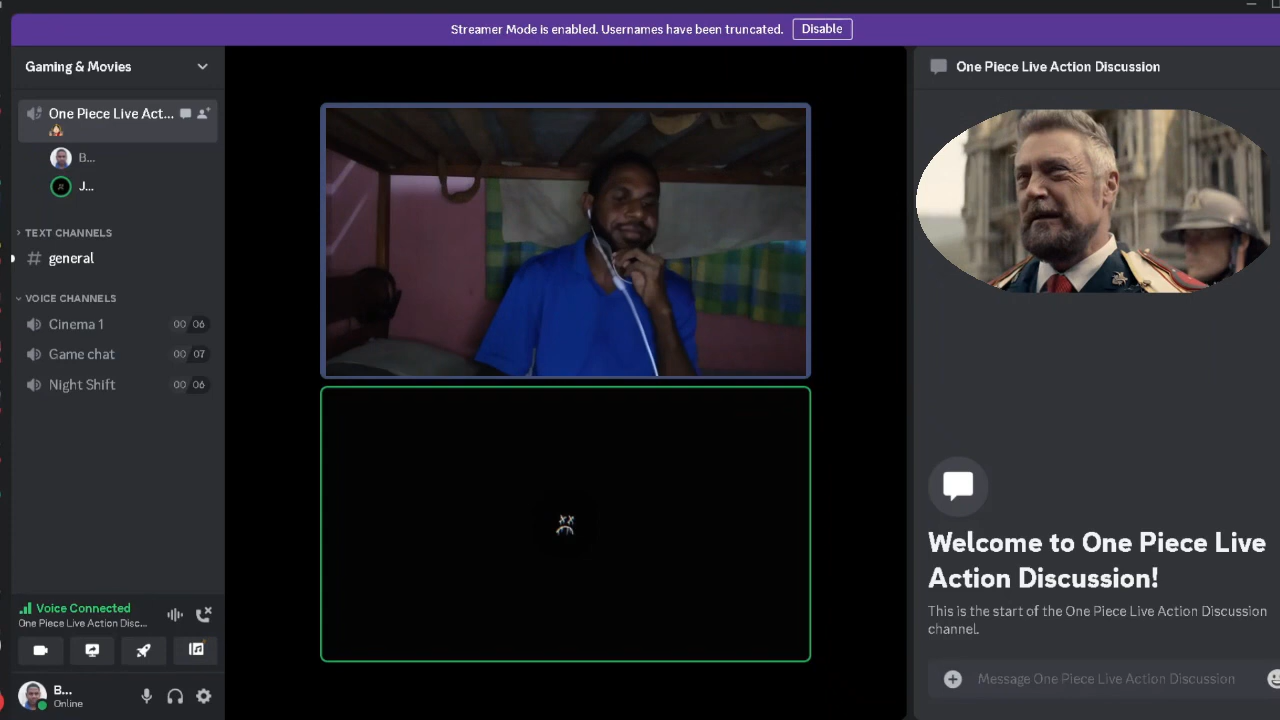 Streamer Mode is enabled. Usernames have been truncated.
Disable
Gaming & Movies
One Piece Live Act...
B...
J...
TEXT CHANNELS
general
VOICE CHANNELS
Cinema 1
00 06
Game chat
00 07
Night Shift
00 06
Voice Connected
One Piece Live Action Disc...
B...
Online
One Piece Live Action Discussion
Welcome to One Piece Live
Action Discussion!
This is the start of the One Piece Live Action Discussion
channel.
Message One Piece Live Action Discussion